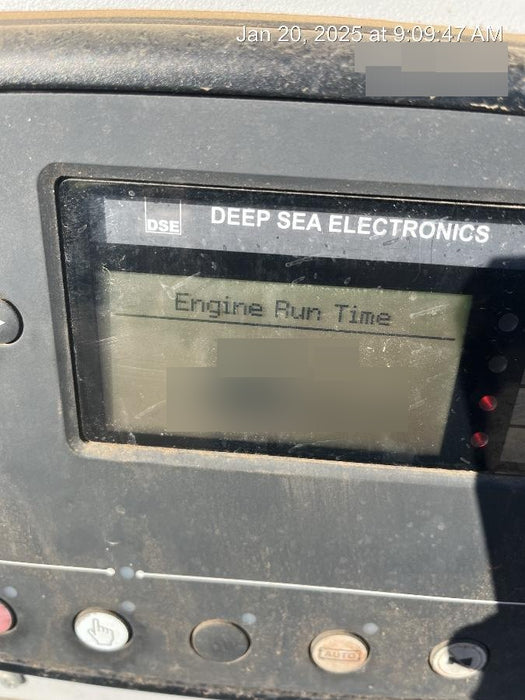 Jan 20, 2025 at 9:09:47 AM
DSE DEEP SEA ELECTRONICS
Engine Run Time
AUTO